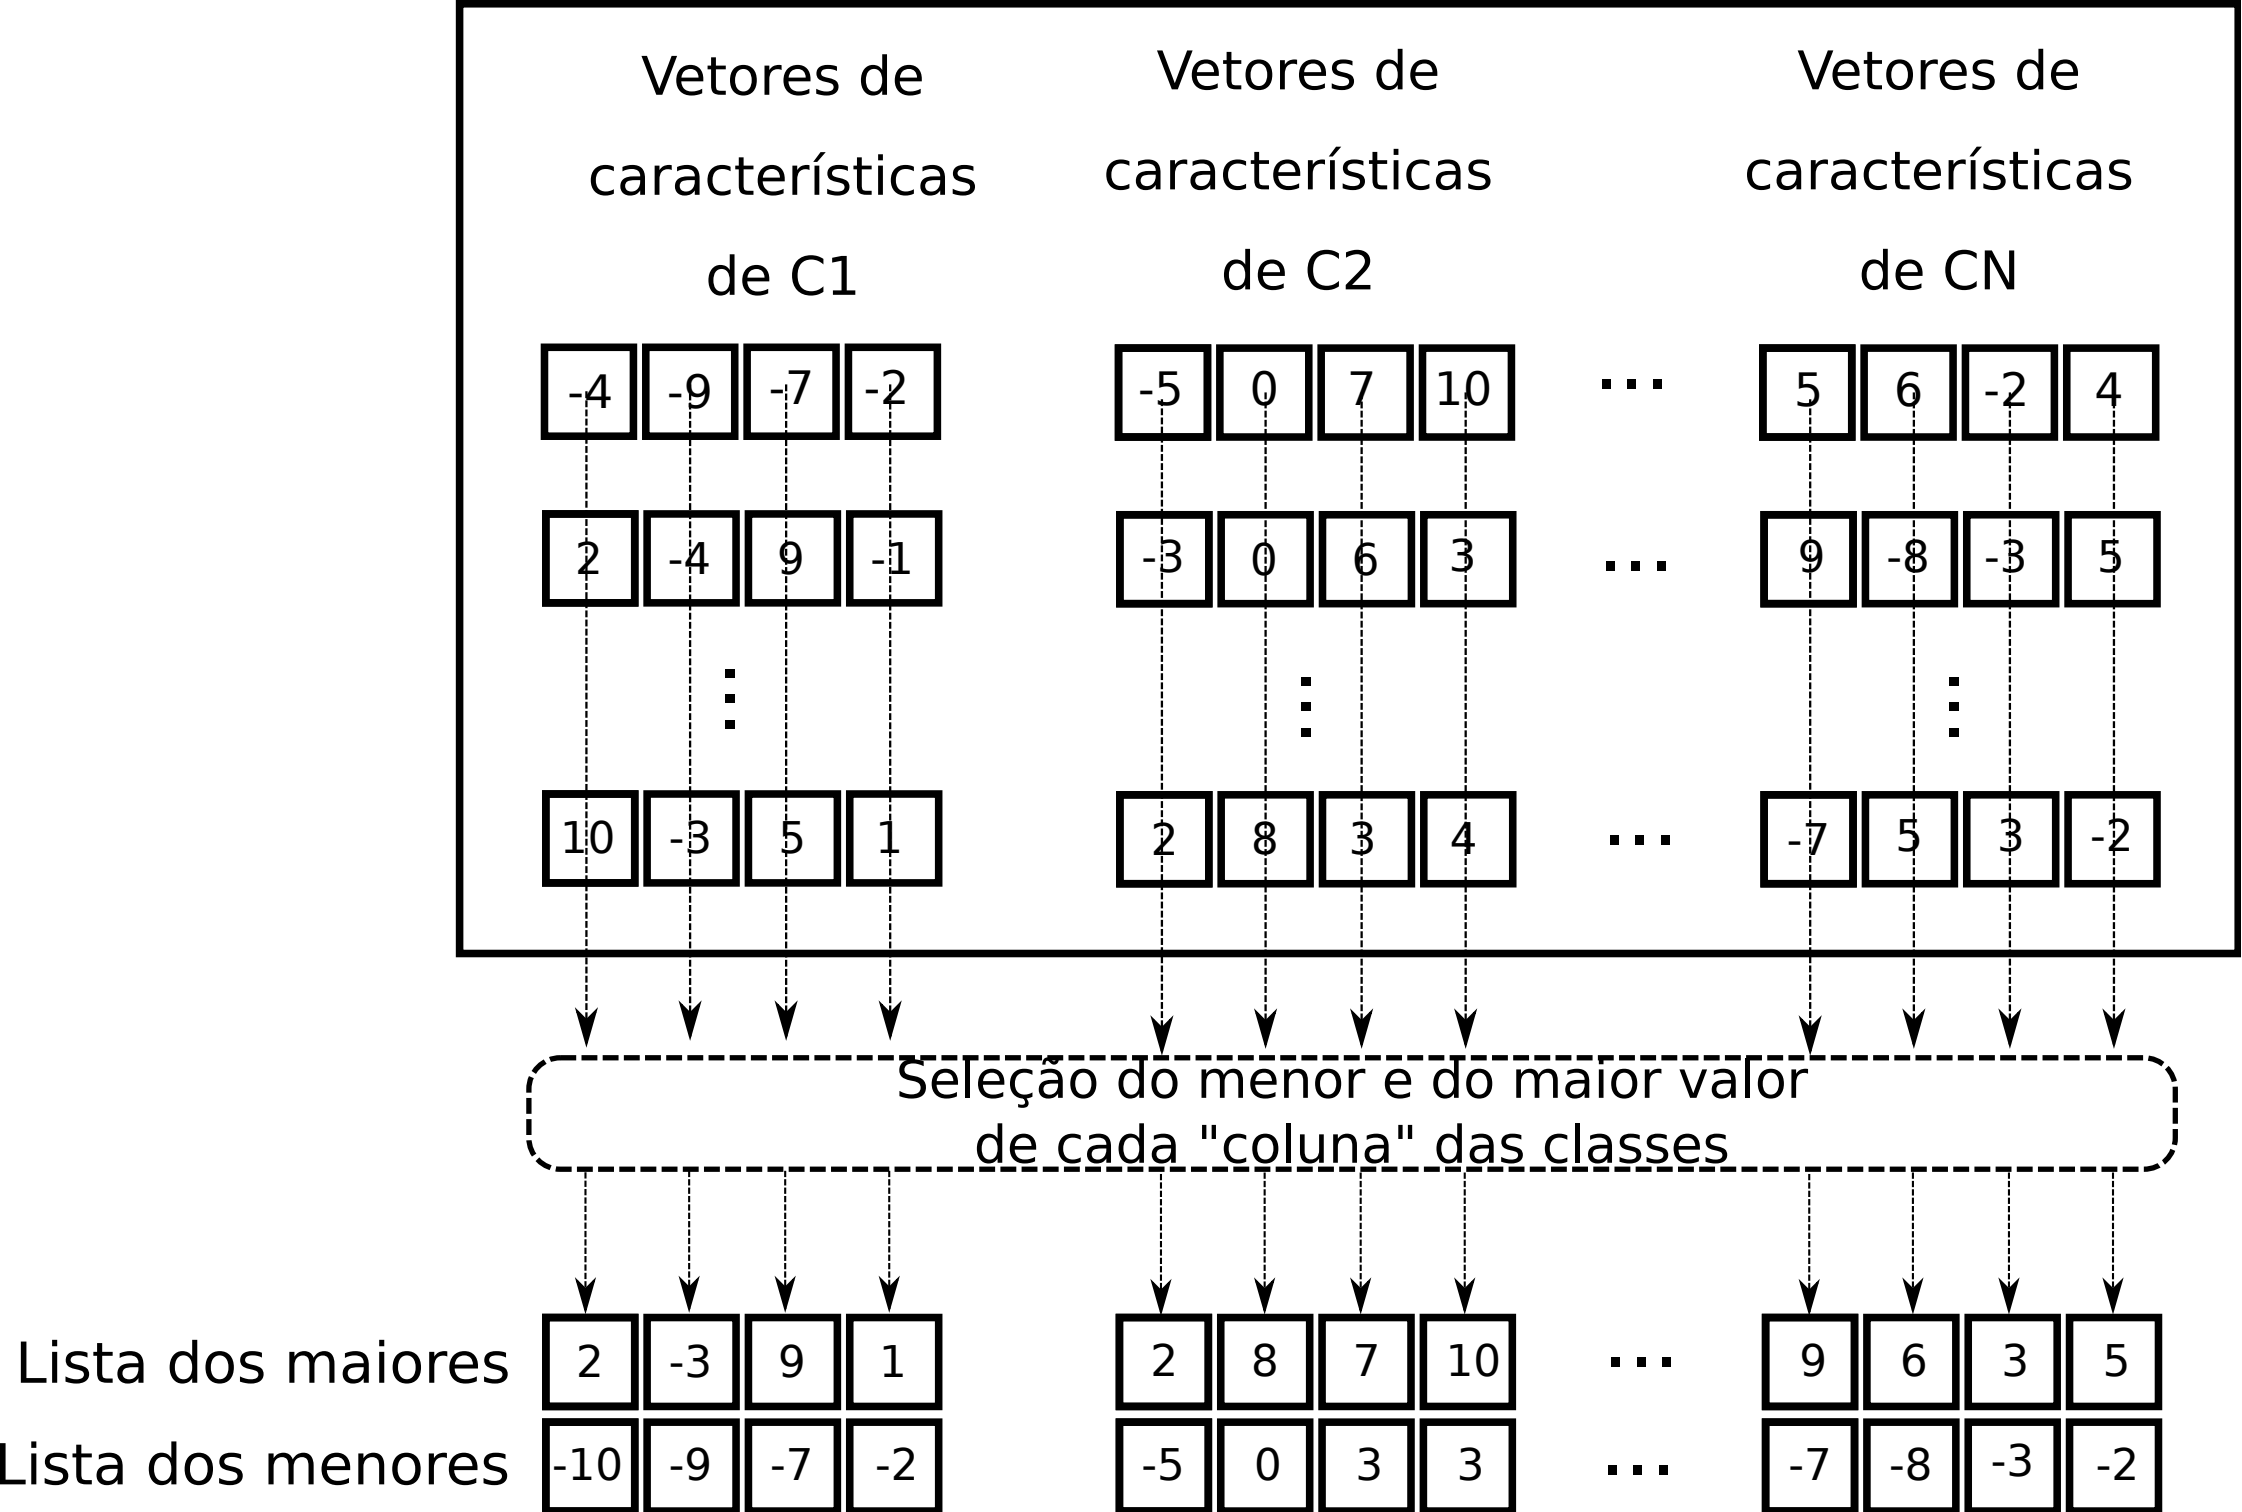 Vetores de
características
de C1
Vetores de
características
de C2
Vetores de
características
de CN
-4 -9 -7 -2 -5 0 7 10 ... 5 6 -2 4
2 -4 9 -1 -3 0 6 3 ... 9 -8 -3 5
10 -3 5 1 2 8 3 4 ... -7 5 3 -2
Seleção do menor e do maior valor
de cada "coluna" das classes
Lista dos maiores 2 -3 9 1 2 8 7 10 ... 9 6 3 5
Lista dos menores -10 -9 -7 -2 -5 0 3 3 ... -7 -8 -3 -2